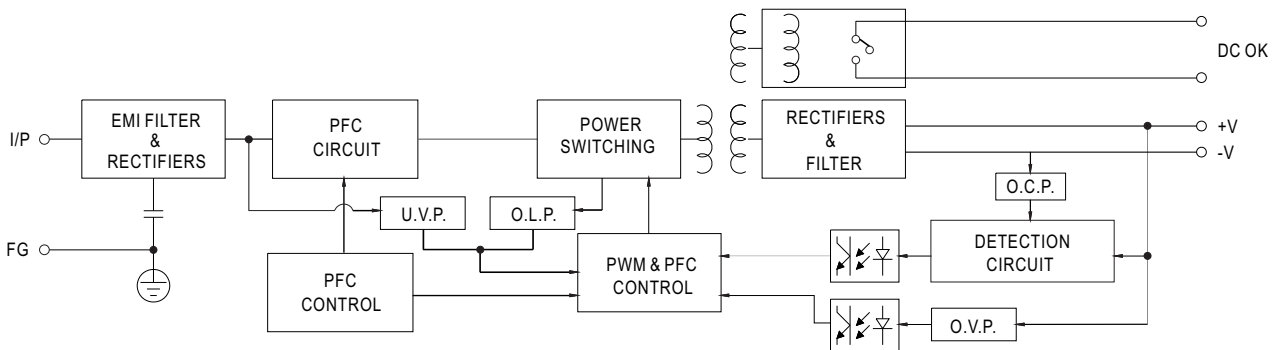 DC OK
I/P
EMI FILTER
&
RECTIFIERS
PFC
CIRCUIT
POWER
SWITCHING
RECTIFIERS
&
FILTER
+V
-V
O.C.P.
U.V.P.
O.L.P.
FG
PFC
CONTROL
PWM & PFC
CONTROL
DETECTION
CIRCUIT
O.V.P.